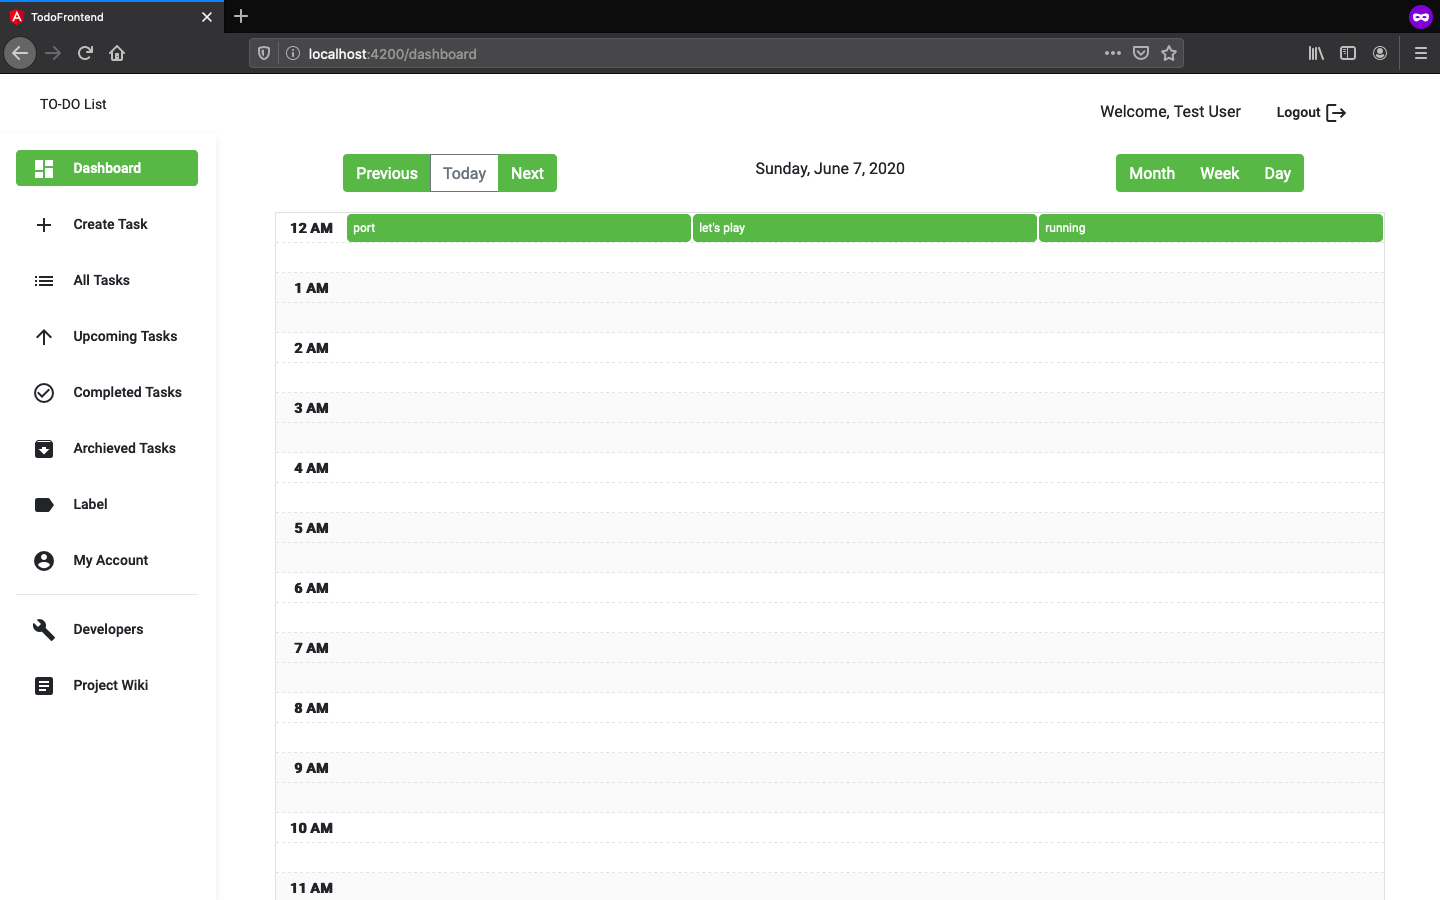 TodoFrontend
localhost:4200/dashboard
TO-DO List
Welcome, Test User
Logout
Dashboard
Create Task
All Tasks
Upcoming Tasks
Completed Tasks
Archieved Tasks
Label
My Account
Developers
Project Wiki
Previous Today Next
Sunday, June 7, 2020
Month Week Day
12 AM port let's play running
1 AM
2 AM
3 AM
4 AM
5 AM
6 AM
7 AM
8 AM
9 AM
10 AM
11 AM